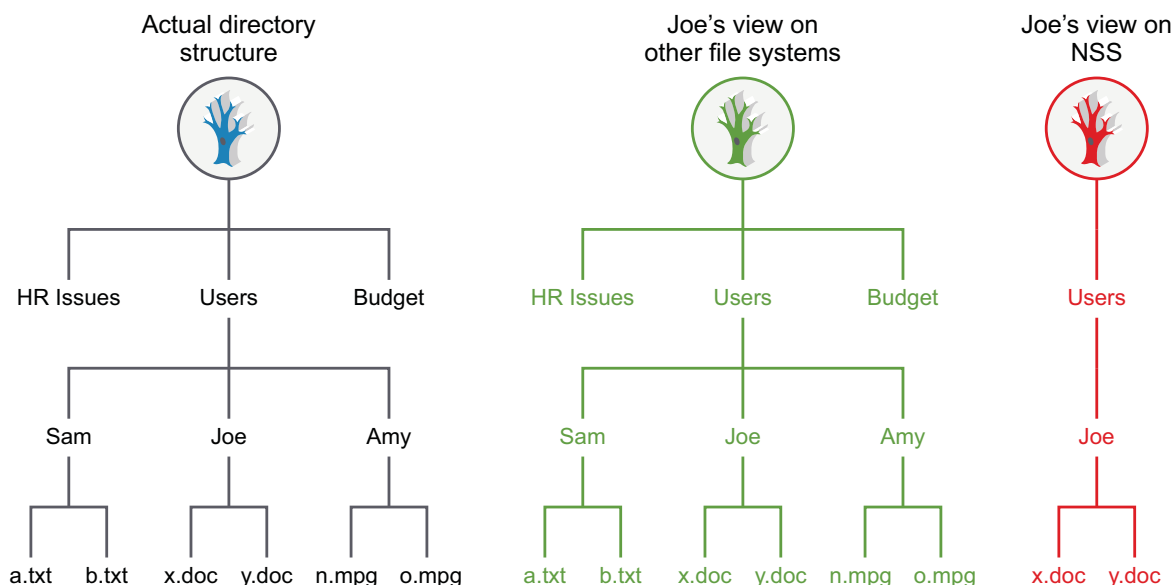 Actual directory
structure
Joe's view on
other file systems
Joe's view on
NSS
HR Issues Users Budget
HR Issues Users Budget
Users
Sam Joe Amy
Sam Joe Amy
Joe
a.txt b.txt x.doc y.doc n.mpg o.mpg
a.txt b.txt x.doc y.doc n.mpg o.mpg
x.doc y.doc